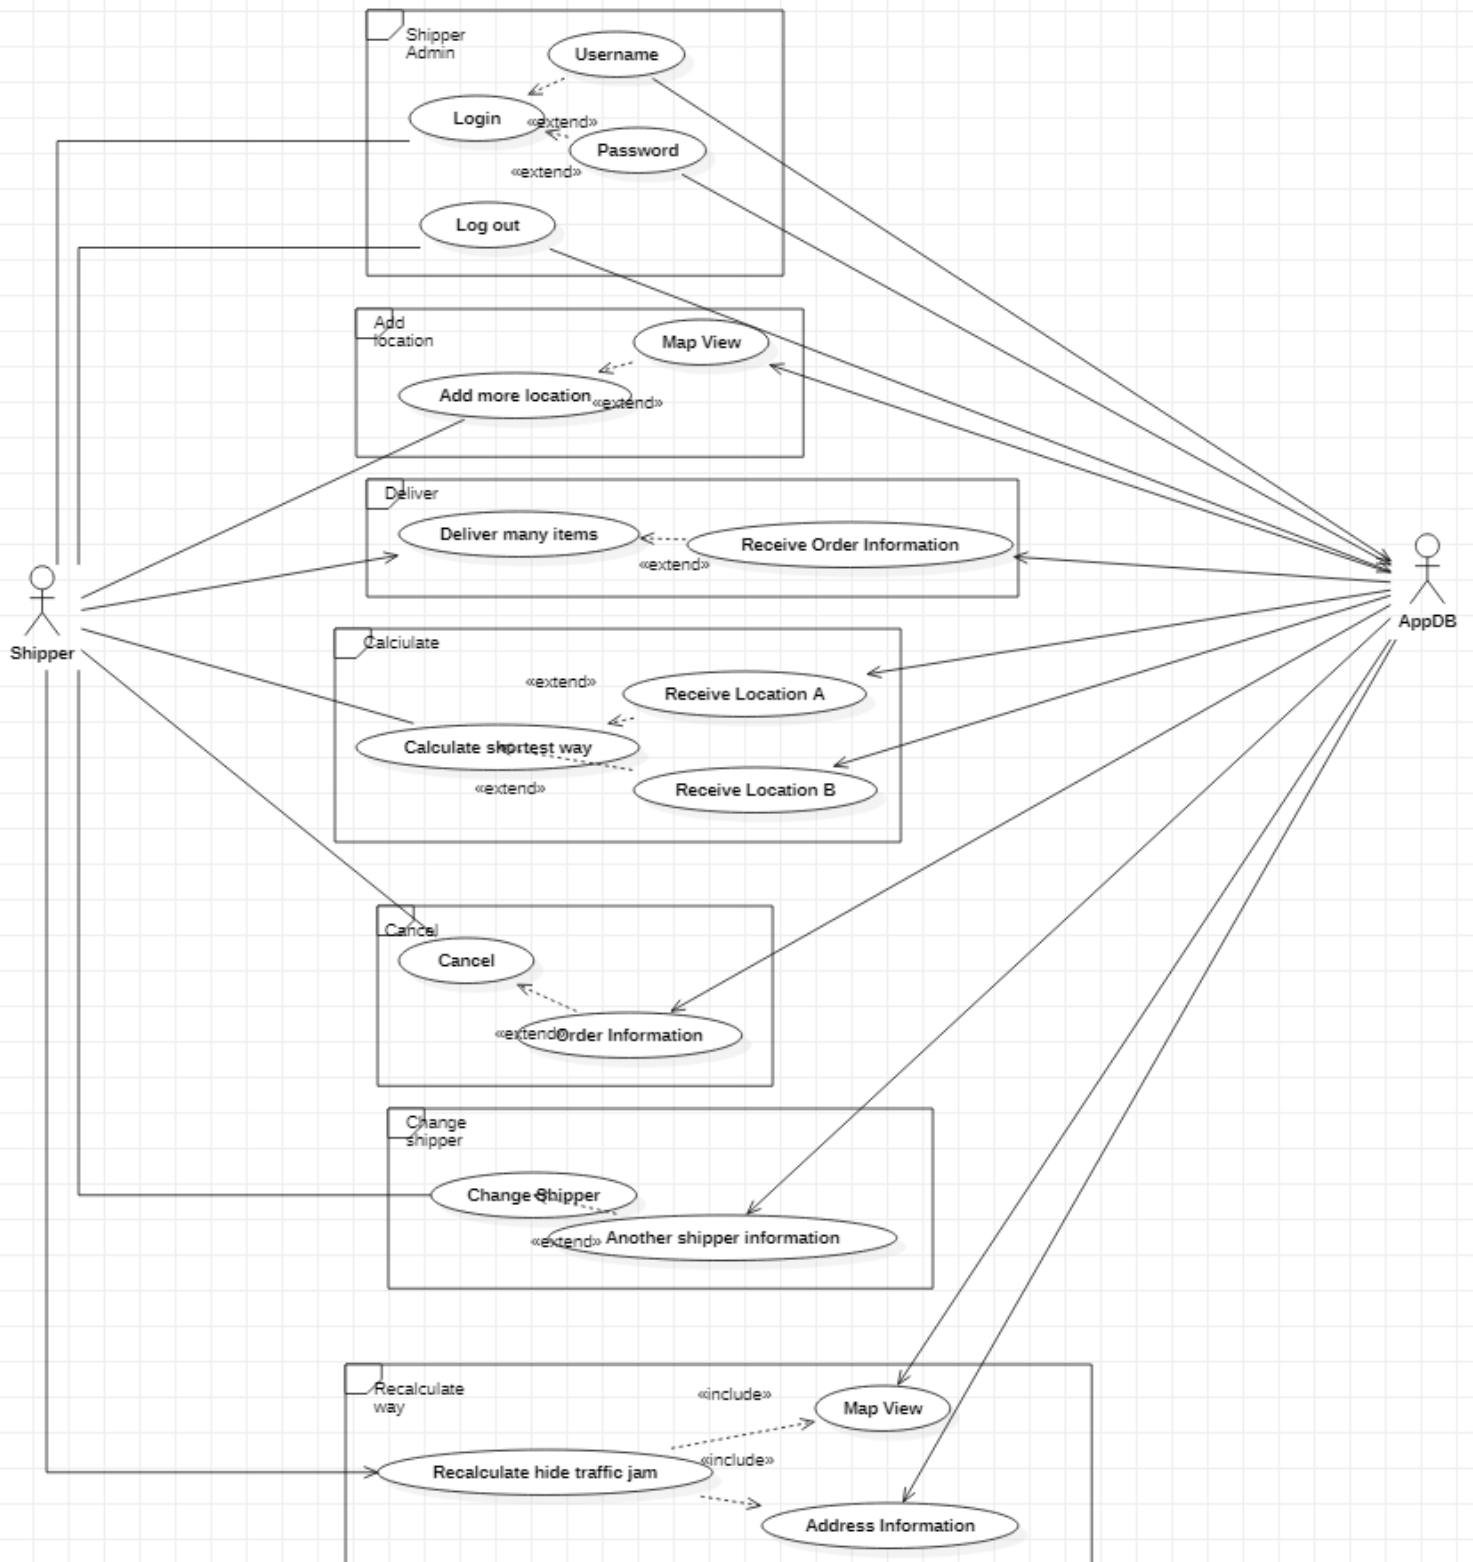 Shipper
Admin
Username
Login
«extend»
Password
«extend»
Log out
Add
location
Map View
Add more location
«extend»
Deliver
Deliver many items
Receive Order Information
«extend»
Shipper
AppDB
Calciulate
«extend»
Receive Location A
Calculate shortest way
«extend»
Receive Location B
Cancel
Cancel
«extend»
Order Information
Change
shipper
Change Shipper
«extend»
Another shipper information
Recalculate
way
«include»
Map View
«include»
Recalculate hide traffic jam
Address Information